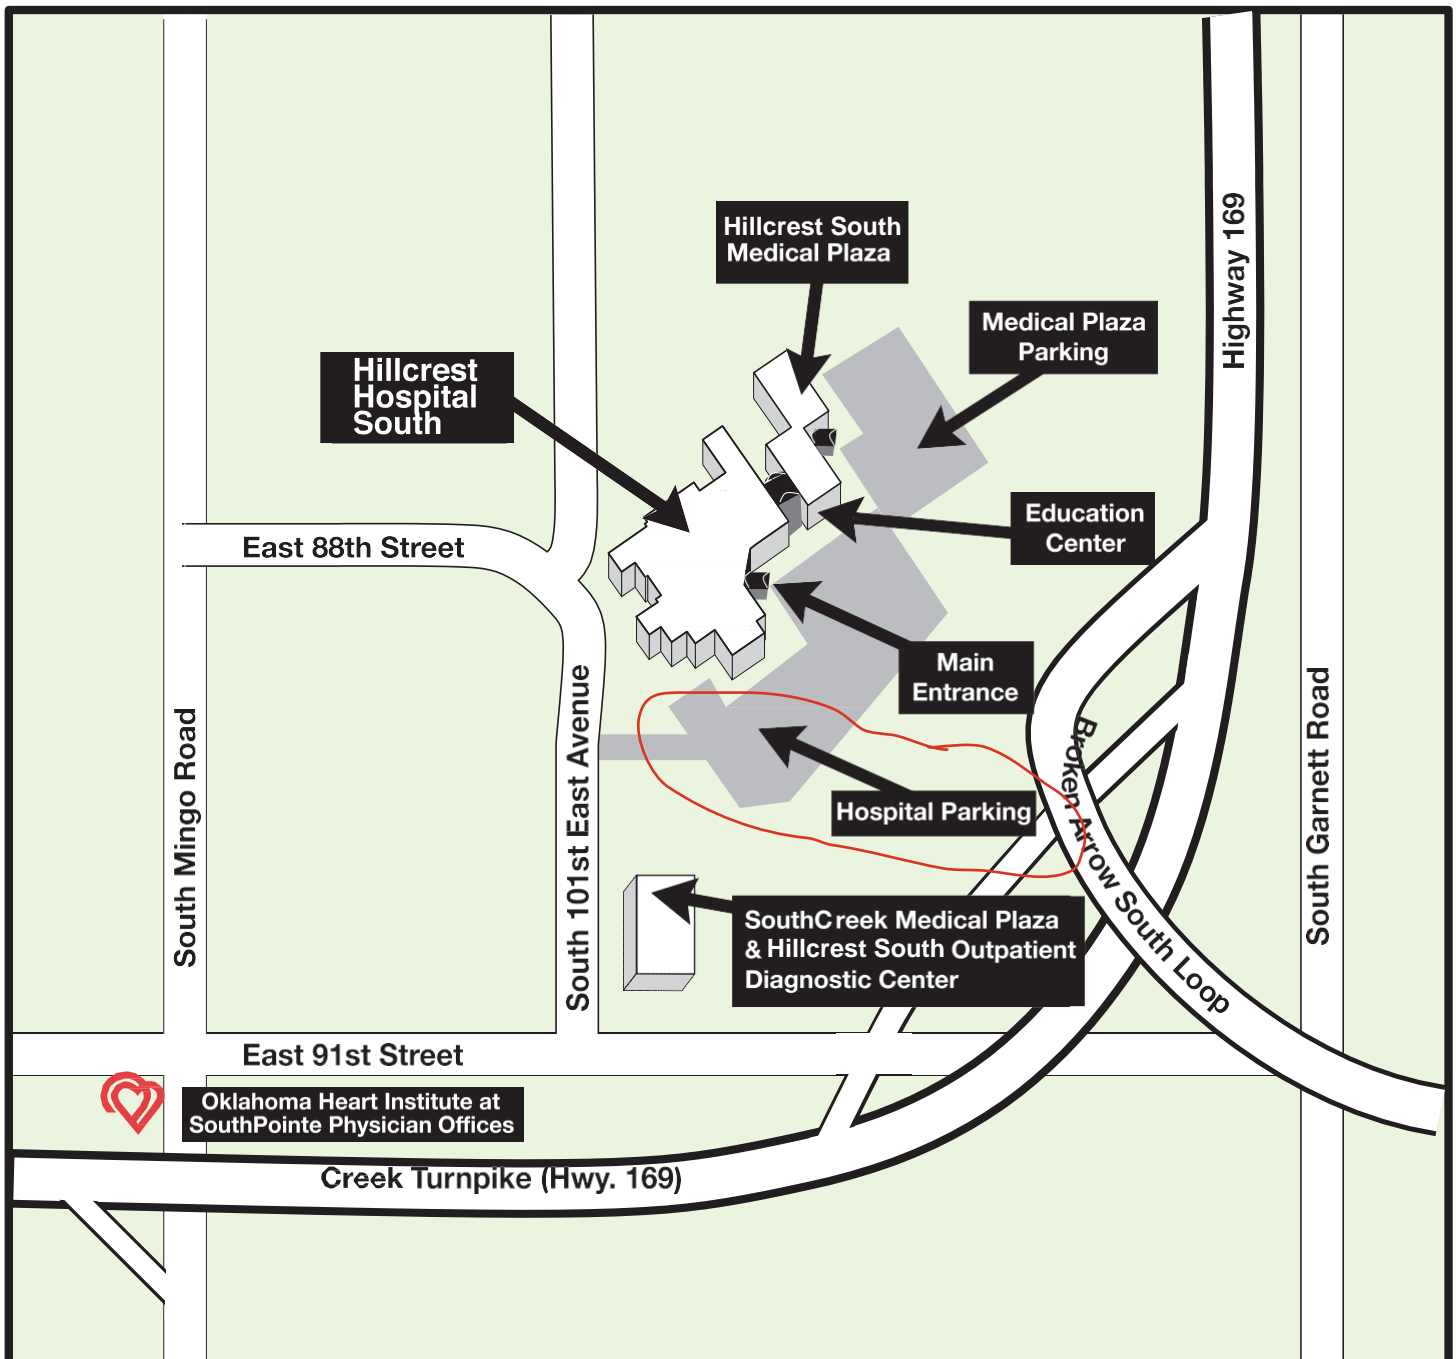 Hillcrest South
Medical Plaza
Medical Plaza
Parking
Highway 169
Hillcrest
Hospital
South
Education
Center
East 88th Street
Main
Entrance
South Mingo Road
South 101st East Avenue
Hospital Parking
Broken Arrow South Loop
South Garnett Road
SouthCreek Medical Plaza
& Hillcrest South Outpatient
Diagnostic Center
East 91st Street
Oklahoma Heart Institute at
SouthPointe Physician Offices
Creek Turnpike (Hwy. 169)